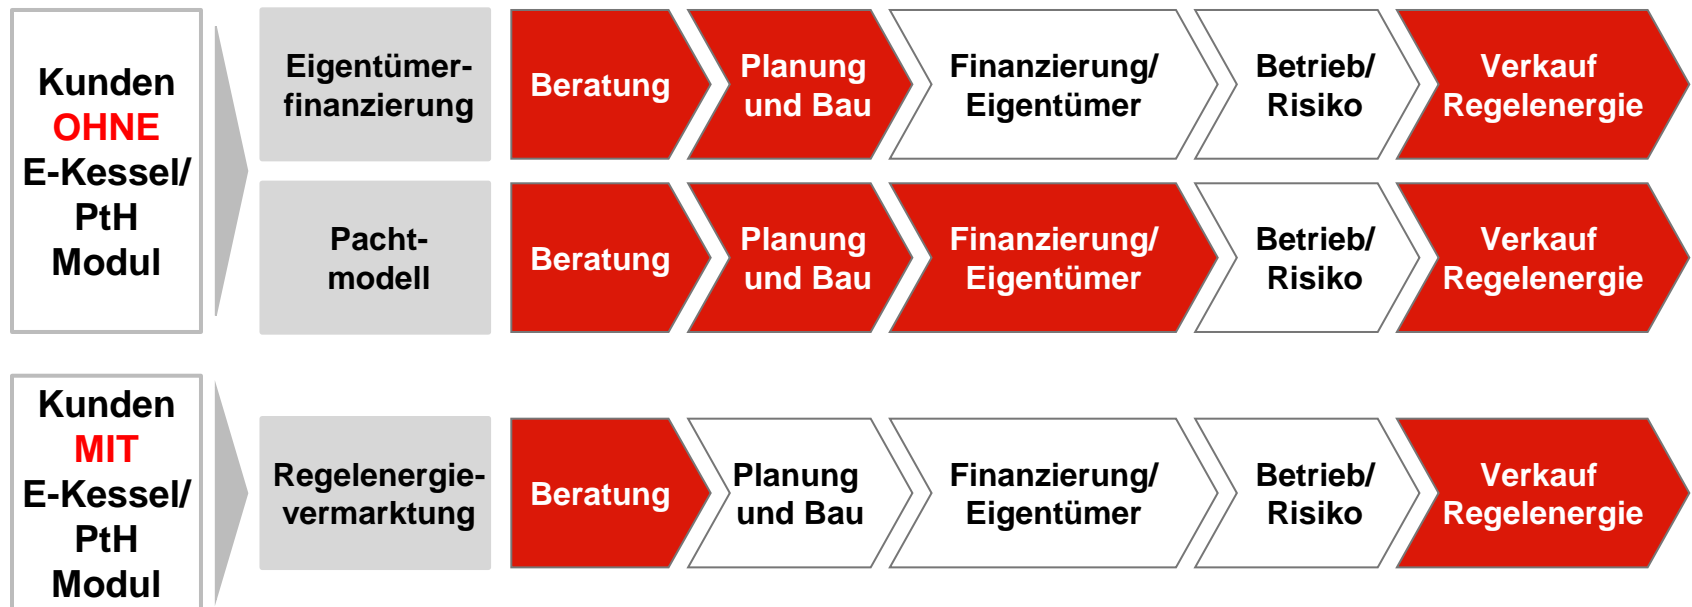 Kunden
OHNE
E-Kessel/
PtH
Modul
Eigentümer-
finanzierung
Beratung
Planung
und Bau
Finanzierung/
Eigentümer
Betrieb/
Risiko
Verkauf
Regelenergie
Pacht-
modell
Beratung
Planung
und Bau
Finanzierung/
Eigentümer
Betrieb/
Risiko
Verkauf
Regelenergie
Kunden
MIT
E-Kessel/
PtH
Modul
Regelenergie-
vermarktung
Beratung
Planung
und Bau
Finanzierung/
Eigentümer
Betrieb/
Risiko
Verkauf
Regelenergie